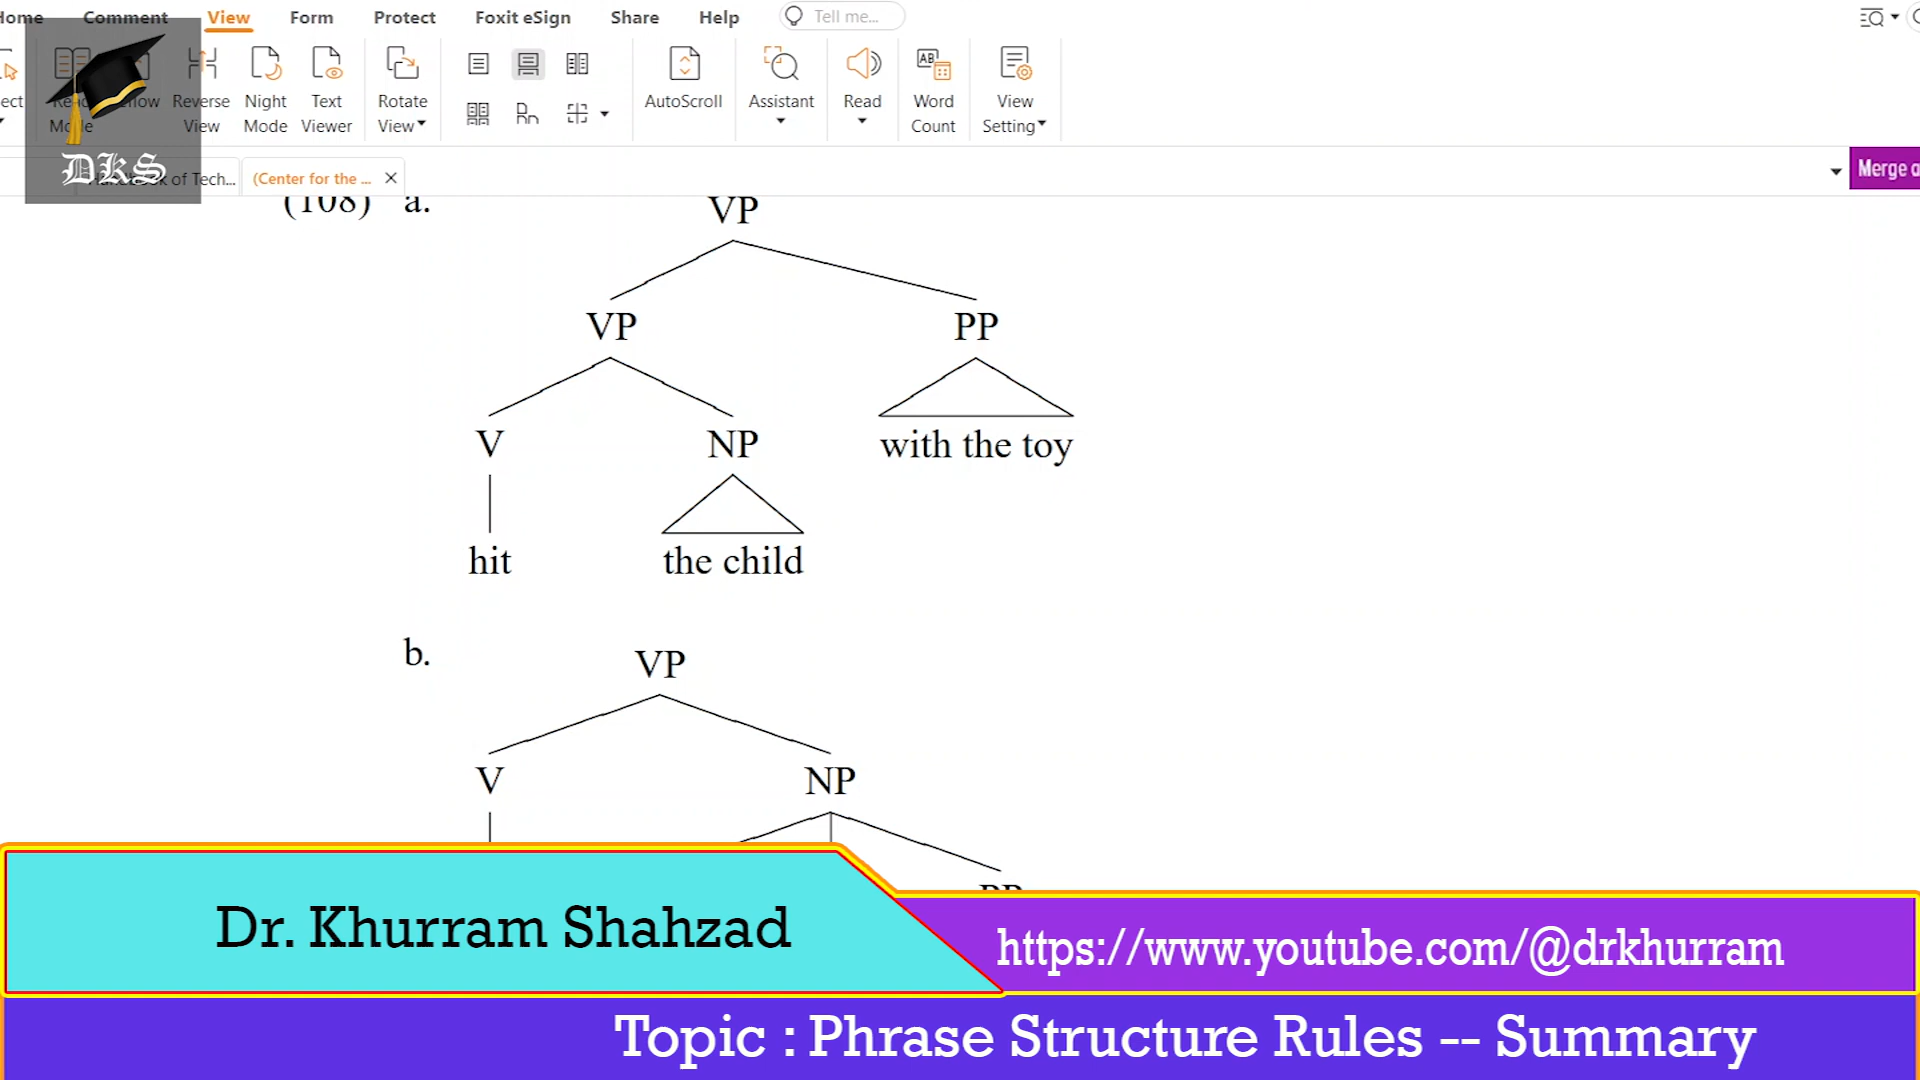 Home Comment View Form Protect Foxit eSign Share Help Tell me...
Reverse View
Night Mode
Text Viewer
Rotate View
AutoScroll
Assistant
Read
Word Count
View Setting
DKS
of Tech...
(Center for the ...
Merge
(108) a.
VP
VP PP
V NP with the toy
hit the child
b.
VP
V NP
PP
Dr. Khurram Shahzad
https://www.youtube.com/@drkhurram
Topic : Phrase Structure Rules -- Summary